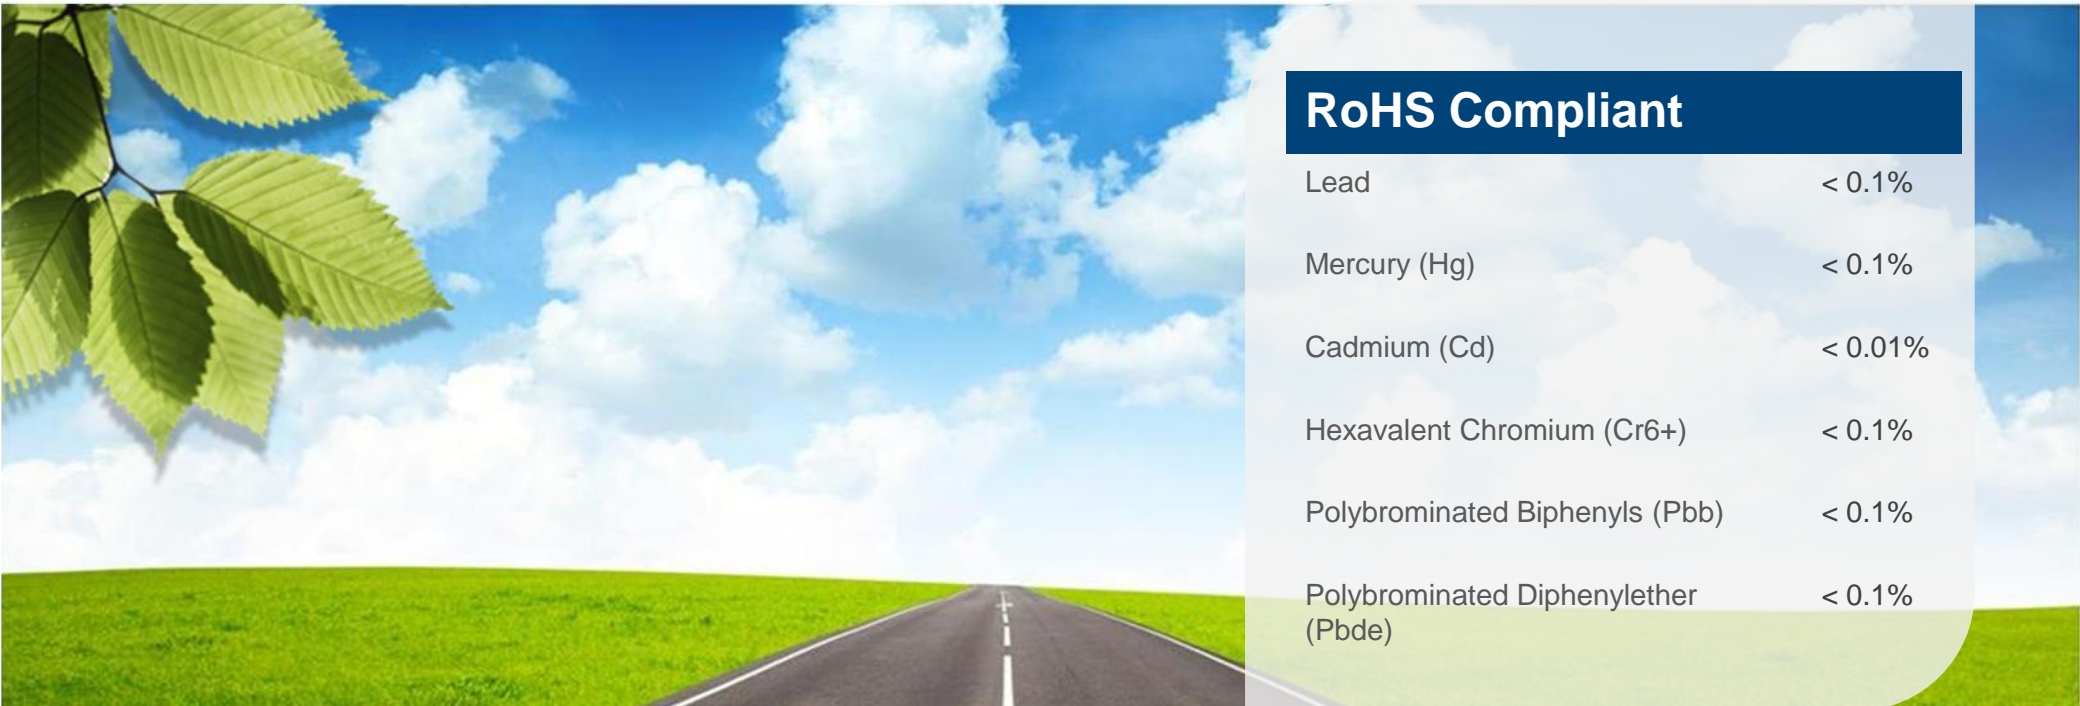 RoHS Compliant
Lead < 0.1%
Mercury (Hg) < 0.1%
Cadmium (Cd) < 0.01%
Hexavalent Chromium (Cr6+) < 0.1%
Polybrominated Biphenyls (Pbb) < 0.1%
Polybrominated Diphenylether < 0.1%
(Pbde)